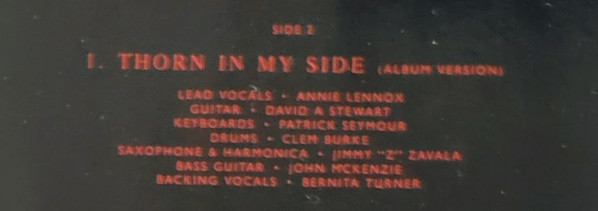 SIDE 2
1. THORN IN MY SIDE (ALBUM VERSION)
LEAD VOCALS • ANNIE LENNOX
GUITAR • DAVID A STEWART
KEYBOARDS • PATRICK SEYMOUR
DRUMS • CLEM BURKE
SAXOPHONE & HARMONICA • JIMMY "Z" ZAVALA
BASS GUITAR • JOHN MCKENZIE
BACKING VOCALS • BERNITA TURNER